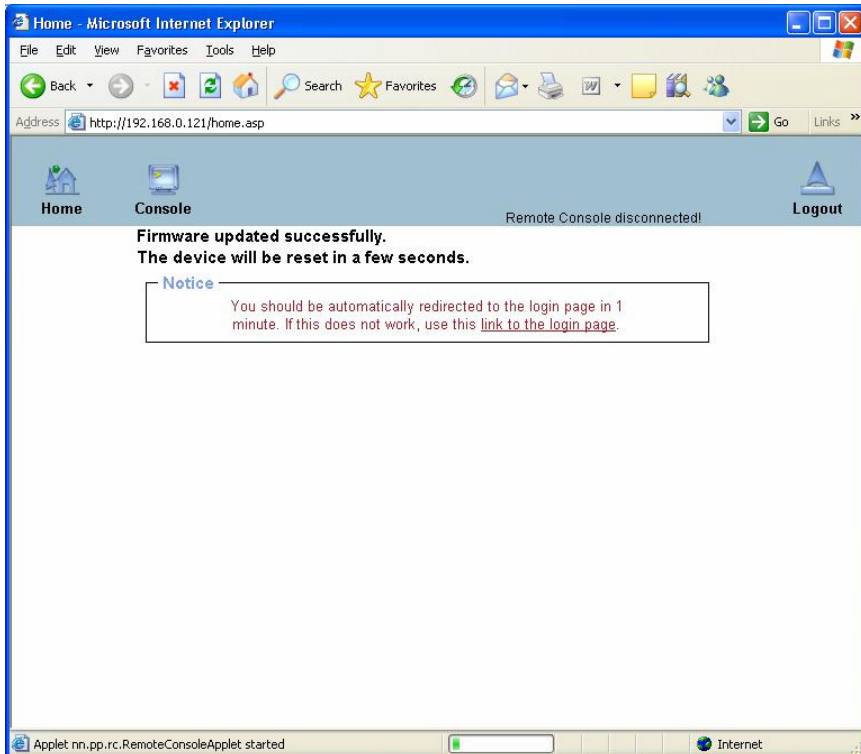 Home - Microsoft Internet Explorer
File Edit View Favorites Tools Help
Back Search Favorites
Address http://192.168.0.121/home.asp Go Links »
Home Console Remote Console disconnected! Logout
Firmware updated successfully.
The device will be reset in a few seconds.
Notice
You should be automatically redirected to the login page in 1
minute. If this does not work, use this link to the login page.
Applet nn.pp.rc.RemoteConsoleApplet started Internet